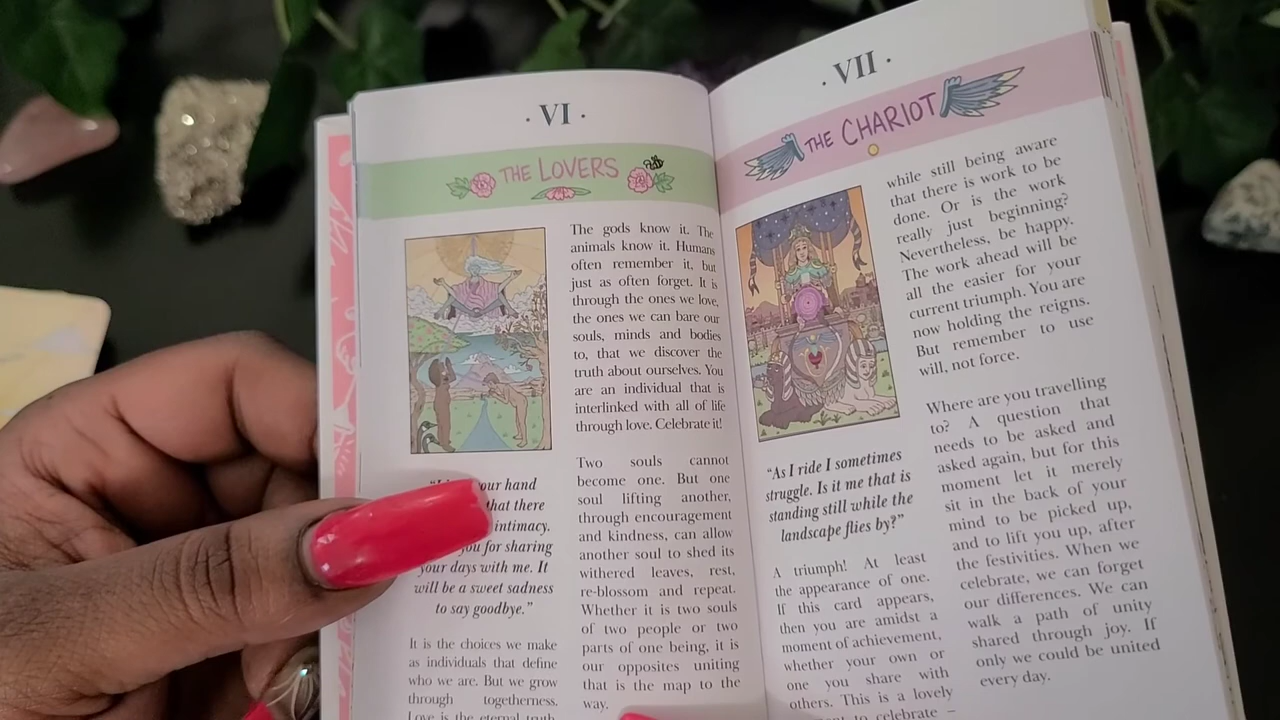 · VI ·
THE LOVERS
The gods know it. The
animals know it. Humans
often remember it, but
just as often forget. It is
through the ones we love,
the ones we can bare our
souls, minds and bodies
to, that we discover the
truth about ourselves. You
are an individual that is
interlinked with all of life
through love. Celebrate it!
Two souls cannot
become one. But one
soul lifting another,
through encouragement
and kindness, can allow
another soul to shed its
withered leaves, rest,
re-blossom and repeat.
Whether it is two souls
of two people or two
parts of one being, it is
our opposites uniting
that is the map to the
way.
your hand
that there
intimacy.
you for sharing
your days with me. It
will be a sweet sadness
to say goodbye.”
It is the choices we make
as individuals that define
who we are. But we grow
through togetherness.
Love is the eternal truth
· VII ·
THE CHARIOT
“As I ride I sometimes
struggle. Is it me that is
standing still while the
landscape flies by?”
A triumph! At least
the appearance of one.
If this card appears,
then you are amidst a
moment of achievement,
whether your own or
one you share with
others. This is a lovely
to celebrate –
while still being aware
that there is work to be
done. Or is the work
really just beginning?
Nevertheless, be happy.
The work ahead will be
all the easier for your
current triumph. You are
now holding the reigns.
But remember to use
will, not force.
Where are you travelling
to? A question that
needs to be asked and
asked again, but for this
moment let it merely
sit in the back of your
mind to be picked up,
and to lift you up, after
the festivities. When we
celebrate, we can forget
our differences. We can
walk a path of unity
shared through joy. If
only we could be united
every day.